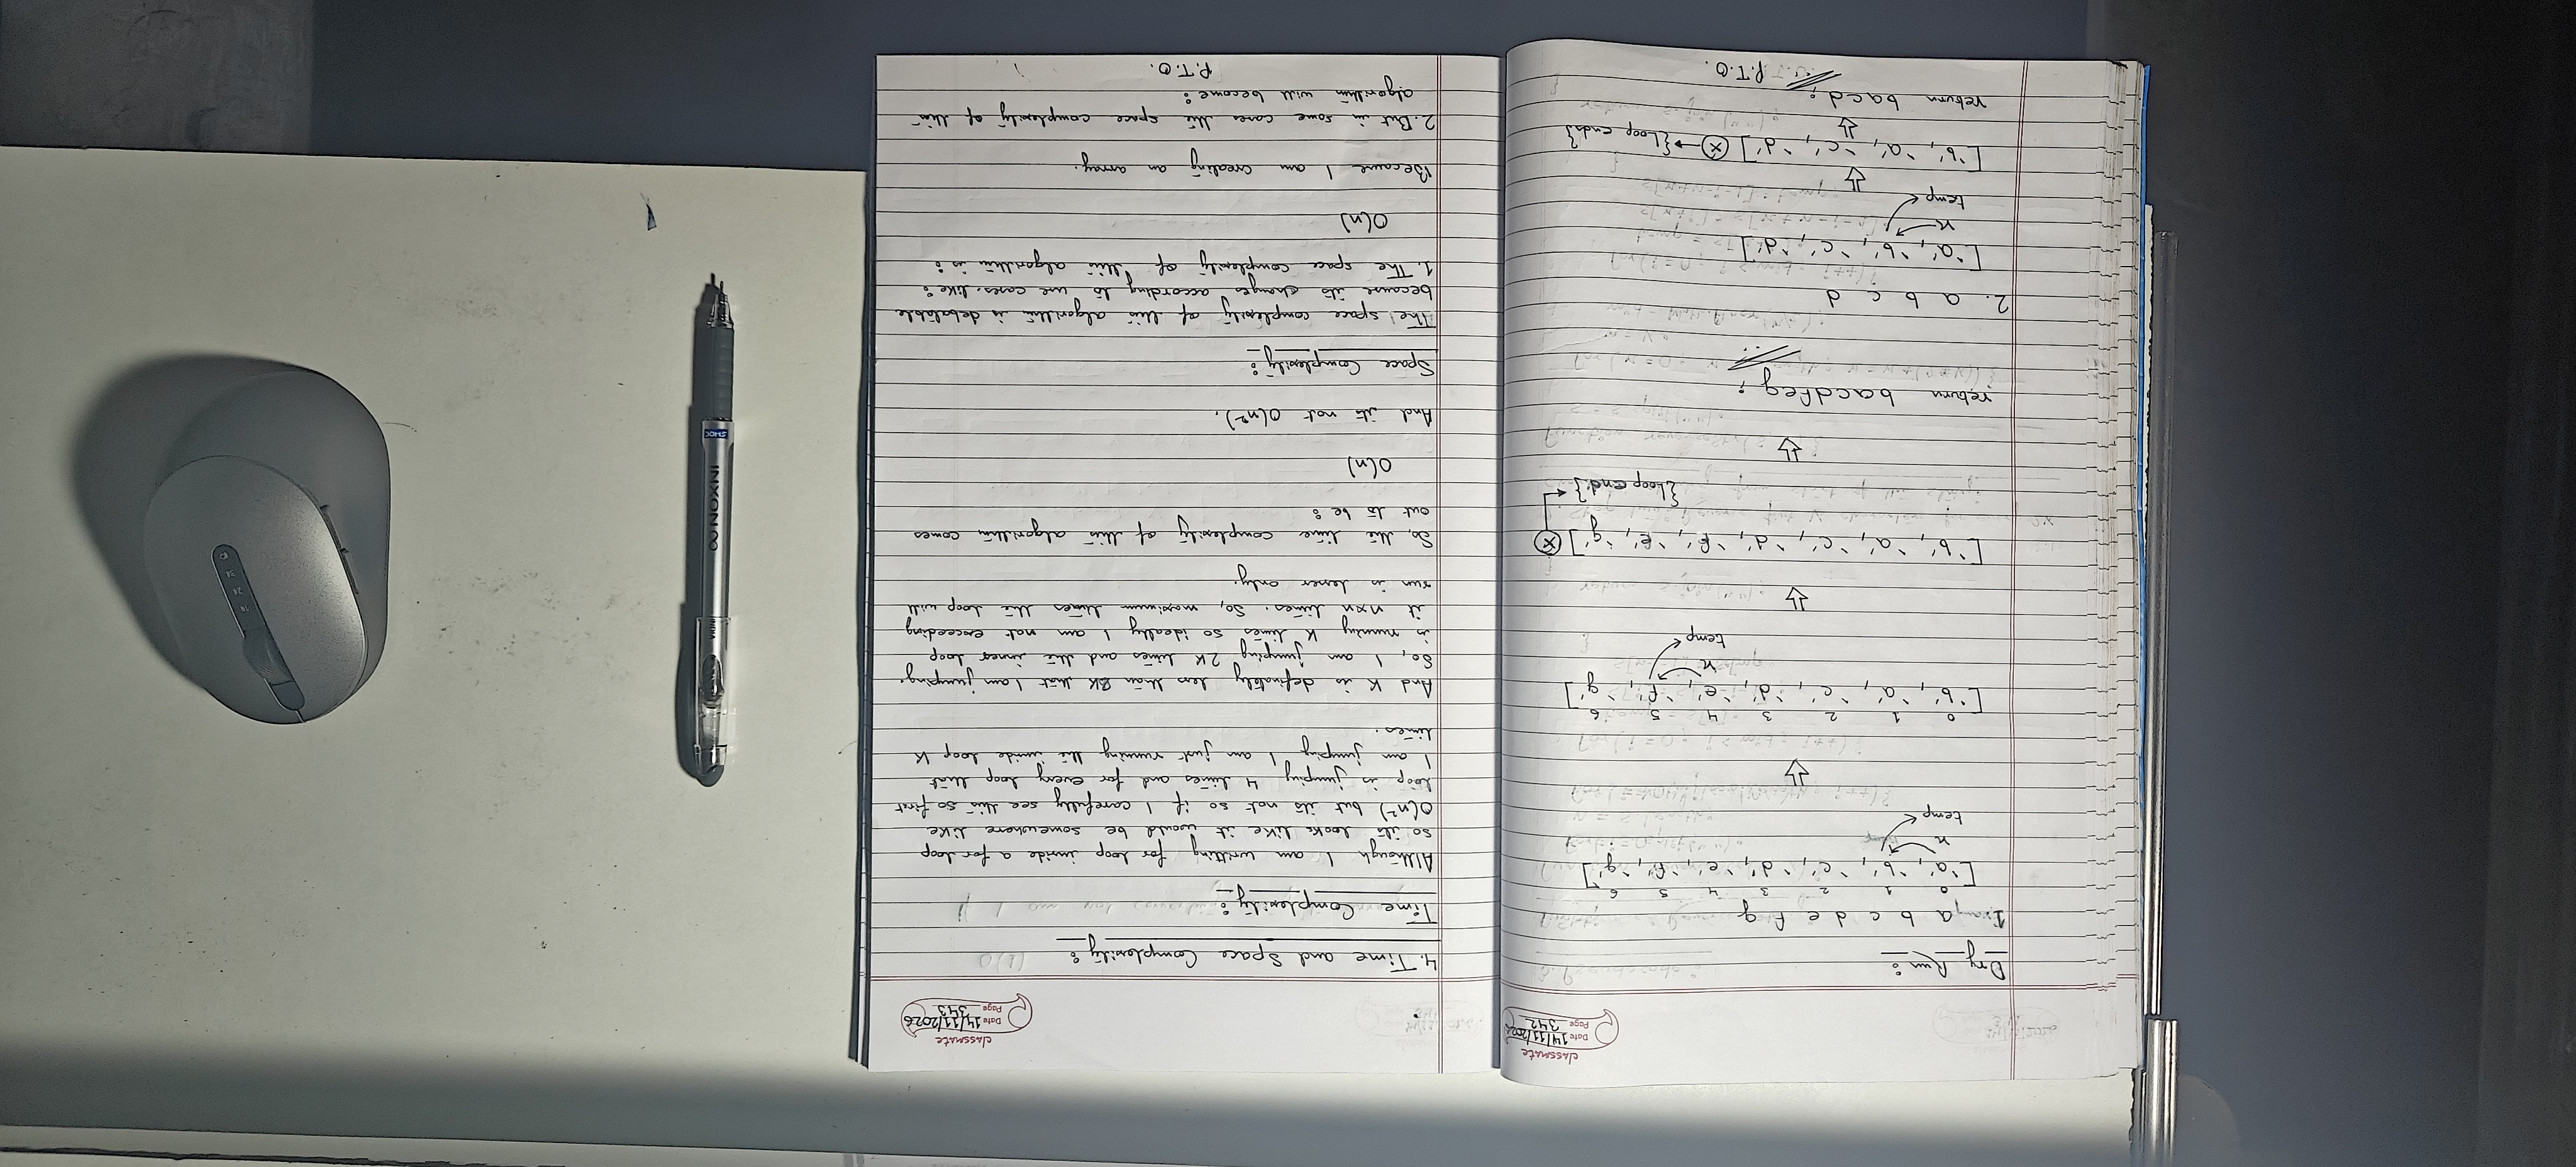 classmate
Date 14/11/202
Page 342
Dry Run :
1. a b c d e f g
0 1 2 3 4 5 6
['a', 'b', 'c', 'd', 'e', 'f', 'g']
x
temp
0 1 2 3 4 5 6
['b', 'a', 'c', 'd', 'e', 'f', 'g']
x
temp
['b', 'a', 'c', 'd', 'f', 'e', 'g'] x
{Loop end.}
return bacdfeg ;
2. a b c d
['a', 'b', 'c', 'd']
x
temp
['b', 'a', 'c', 'd'] x → {Loop ends}
return bacd ;
P.T.O.
classmate
Date 14/11/2026
Page 343
4. Time and Space Complexity :
Time Complexity :
Although I am writting for loop inside a for loop
so its looks like it would be somewhere like
O(n²) but its not so if I carefully see this so first
loop is jumping 4 times and for every loop that
I am jumping I am just running the inside loop K
times.
And K is definately less than 2K that I am jumping.
So, I am jumping 2K times and the inner loop
is running K times so ideally I am not exceeding
it n×n times. So, maximum times the loop will
run is lesser only.
So, the time complexity of this algorithm comes
out to be :
O(n)
And its not O(n²).
Space Complexity :
The space complexity of this algorithm is debatable
because its changes according to use cases. like :
1. The space complexity of this algorithm is :
O(n)
Because I am creating an array.
2. But in some cases the space complexity of this
algorithm will become :
P.T.O.
INXONOO